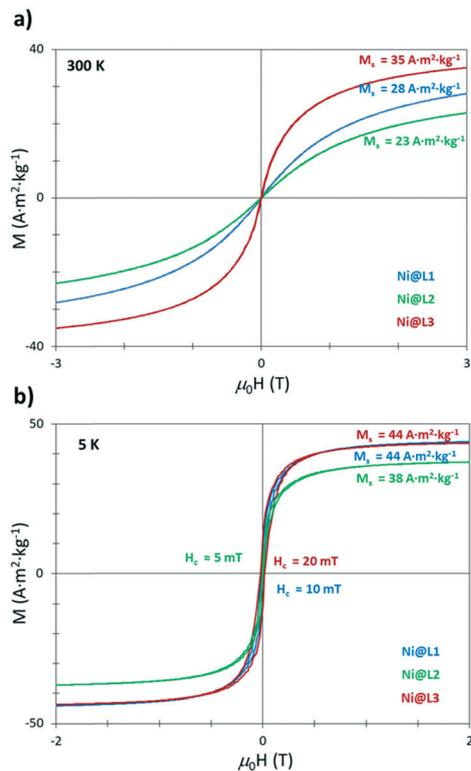 a)
40
300 K
Mₛ = 35 A·m²·kg⁻¹
Mₛ = 28 A·m²·kg⁻¹
Mₛ = 23 A·m²·kg⁻¹
M (A·m²·kg⁻¹)
0
Ni@L1
Ni@L2
Ni@L3
-40
-3
0
3
μ₀H (T)
b)
50
5 K
Mₛ = 44 A·m²·kg⁻¹
Mₛ = 44 A·m²·kg⁻¹
Mₛ = 38 A·m²·kg⁻¹
M (A·m²·kg⁻¹)
H꜀ ≈ 5 mT
H꜀ = 20 mT
0
H꜀ ≈ 10 mT
Ni@L1
Ni@L2
Ni@L3
-50
-2
0
2
μ₀H (T)